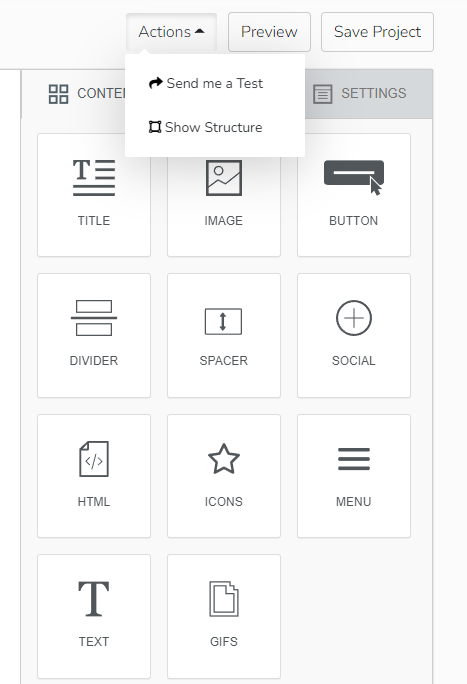 Actions Preview Save Project
Send me a Test
CONTE SETTINGS
Show Structure
T
TITLE IMAGE BUTTON
DIVIDER SPACER SOCIAL
</>
HTML ICONS MENU
T
TEXT GIFS